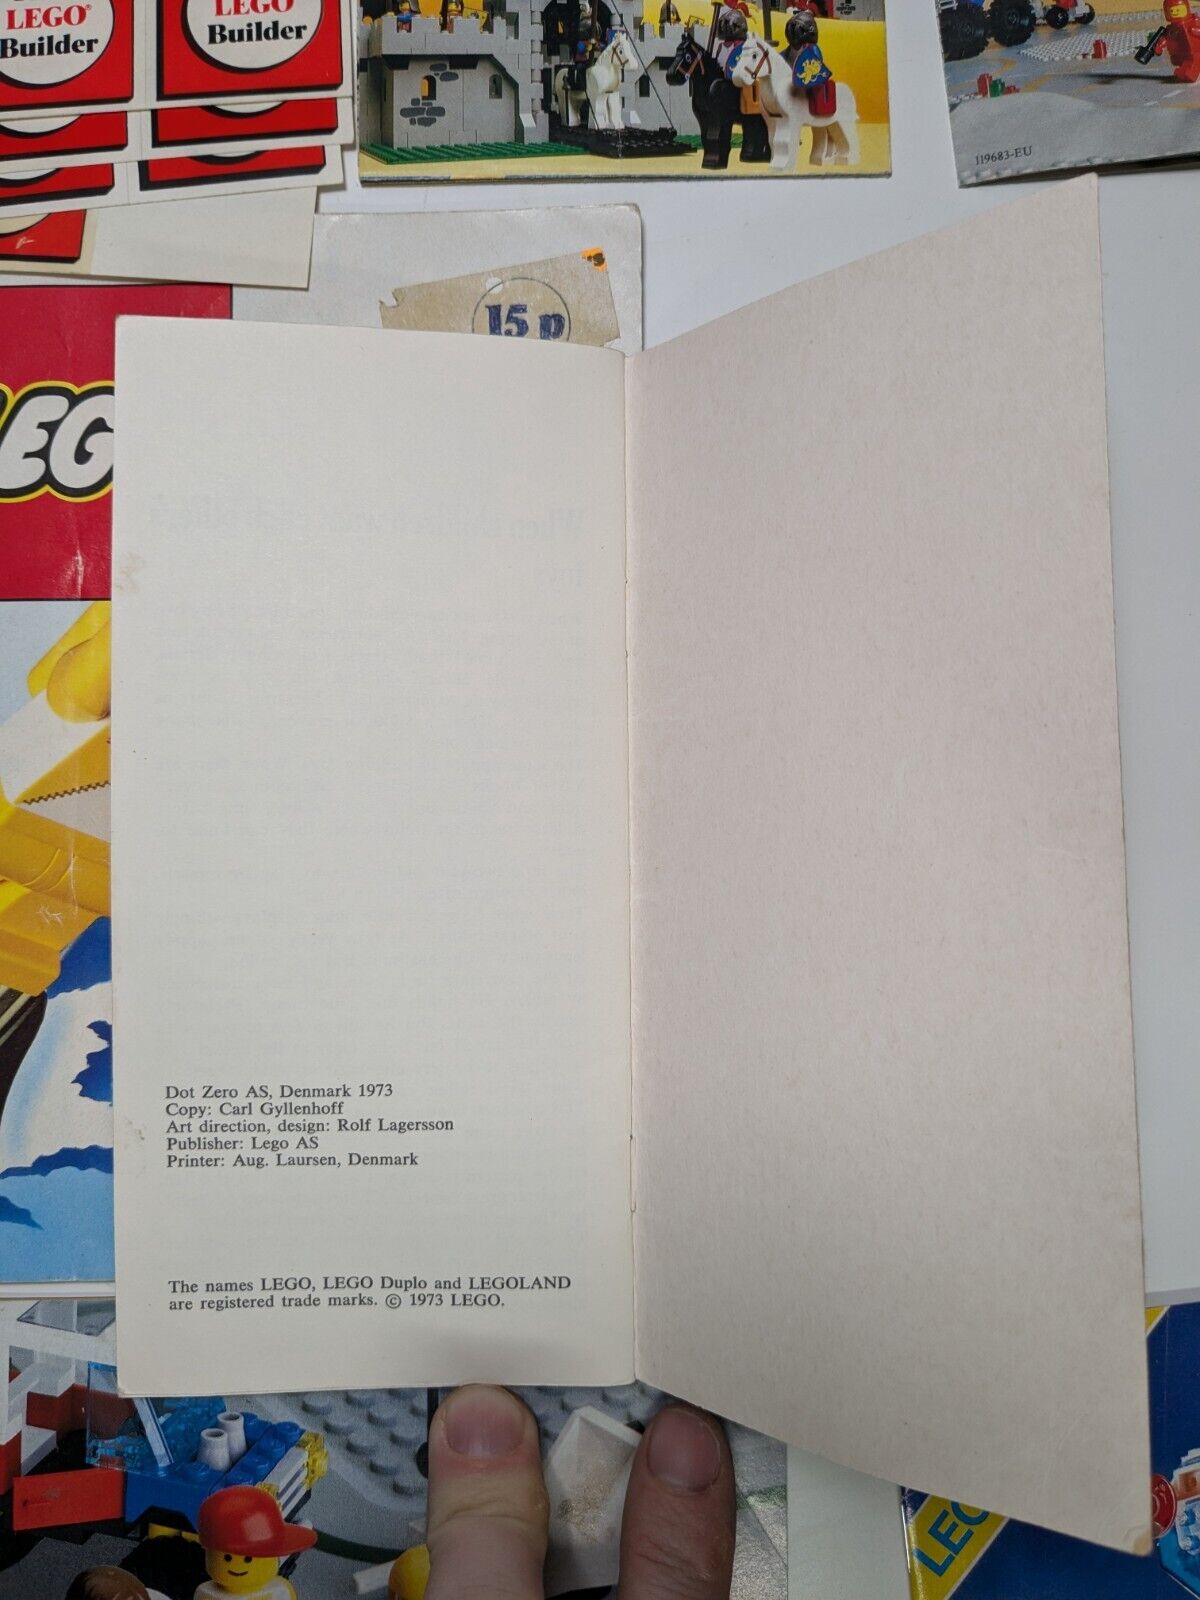 LEGO®
Builder
LEGO
Builder
119683-EU
15p
LEG
Dot Zero AS, Denmark 1973
Copy: Carl Gyllenhoff
Art direction, design: Rolf Lagersson
Publisher: Lego AS
Printer: Aug. Laursen, Denmark
The names LEGO, LEGO Duplo and LEGOLAND
are registered trade marks. © 1973 LEGO.
LEG